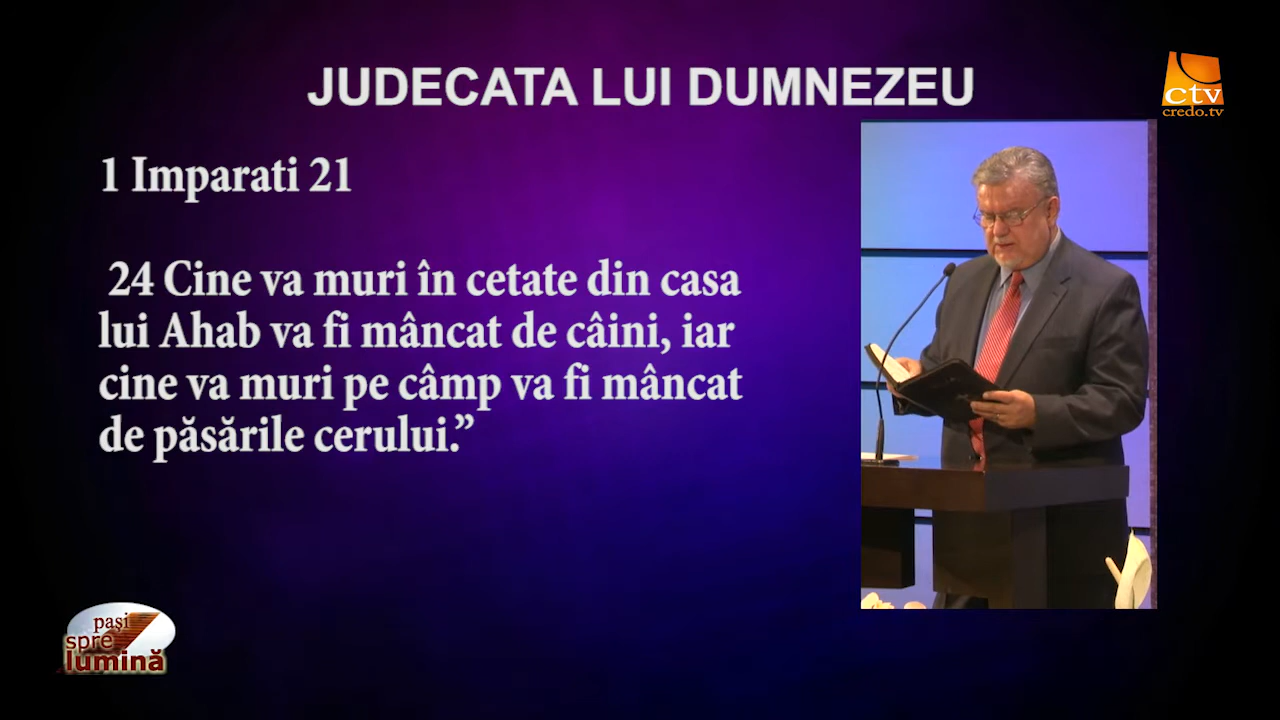 JUDECATA LUI DUMNEZEU
ctv
credo.tv
1 Imparati 21
24 Cine va muri în cetate din casa
lui Ahab va fi mâncat de câini, iar
cine va muri pe câmp va fi mâncat
de păsările cerului.”
paşi
spre
lumină